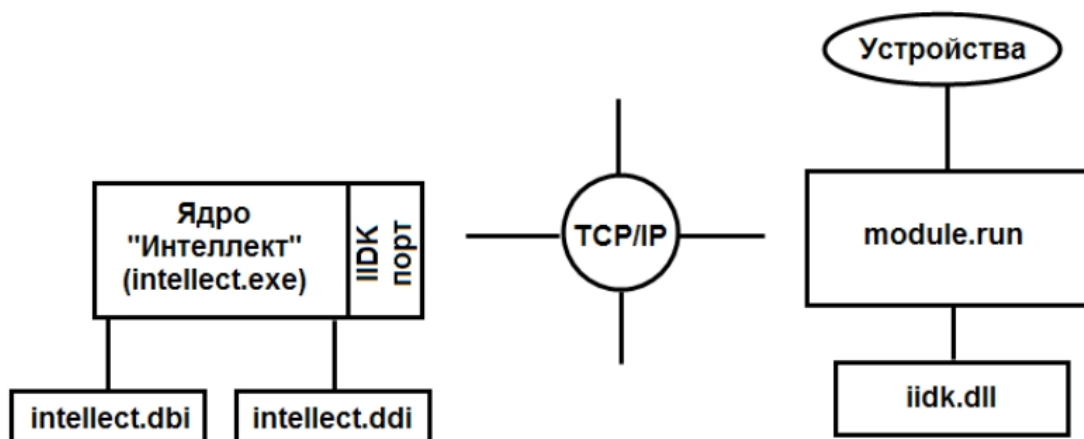 Устройства
Ядро
"Интеллект"
(intellect.exe)
IIDK
порт
TCP/IP
module.run
intellect.dbi
intellect.ddi
iidk.dll